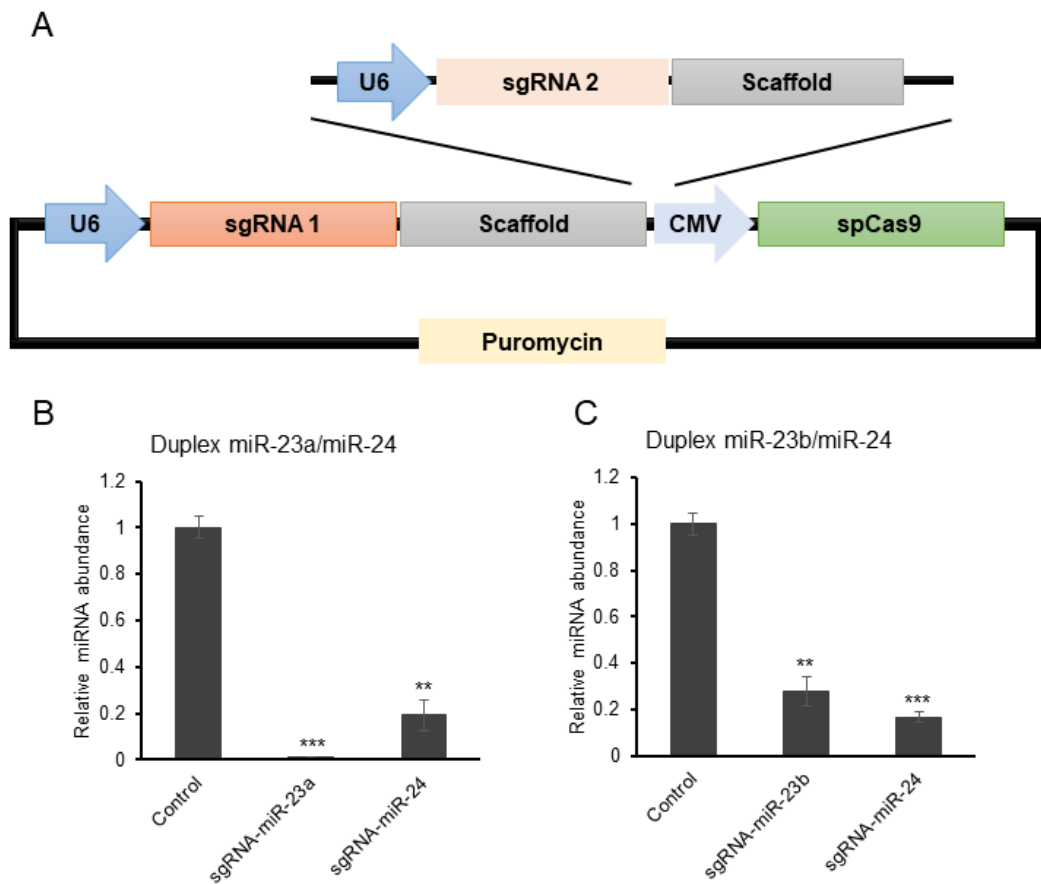 A
U6
sgRNA 2
Scaffold
U6
sgRNA 1
Scaffold
CMV
spCas9
Puromycin
B
Duplex miR-23a/miR-24
Relative miRNA abundance
1.2
1
0.8
0.6
0.4
0.2
0
***
**
Control
sgRNA-miR-23a
sgRNA-miR-24
C
Duplex miR-23b/miR-24
Relative miRNA abundance
1.2
1
0.8
0.6
0.4
0.2
0
**
***
Control
sgRNA-miR-23b
sgRNA-miR-24